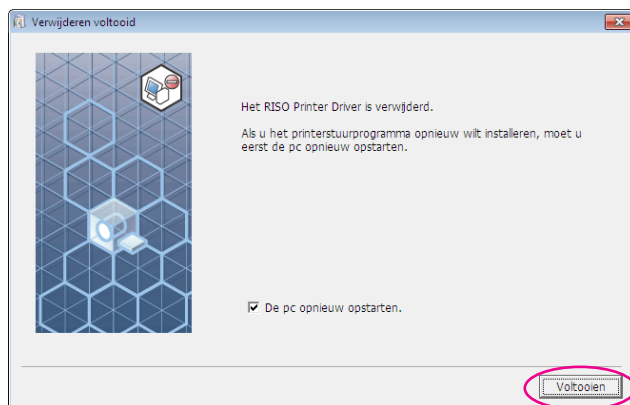 Verwijderen voltooid
Het RISO Printer Driver is verwijderd.
Als u het printerstuurprogramma opnieuw wilt installeren, moet u
eerst de pc opnieuw opstarten.
De pc opnieuw opstarten.
Voltooien